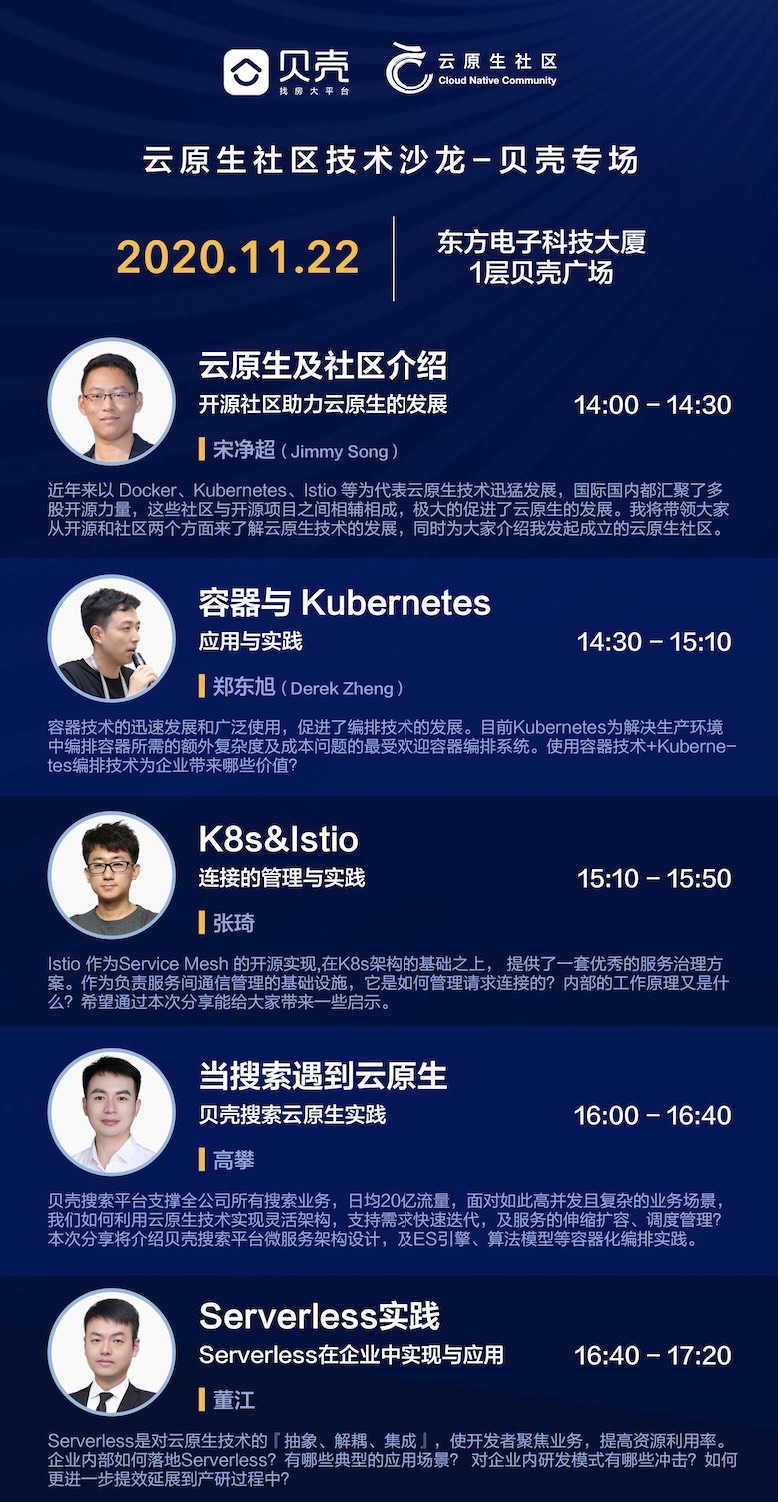 贝壳
找房大平台
云原生社区
Cloud Native Community
云原生社区技术沙龙-贝壳专场
2020.11.22
东方电子科技大厦
1层贝壳广场
云原生及社区介绍
开源社区助力云原生的发展
14:00 - 14:30
宋净超 ( Jimmy Song )
近年来以 Docker、Kubernetes、Istio 等为代表云原生技术迅猛发展，国际国内都汇聚了多
股开源力量，这些社区与开源项目之间相辅相成，极大的促进了云原生的发展。我将带领大家
从开源和社区两个方面来了解云原生技术的发展，同时为大家介绍我发起成立的云原生社区。
容器与 Kubernetes
应用与实践
14:30 - 15:10
郑东旭 ( Derek Zheng )
容器技术的迅速发展和广泛使用，促进了编排技术的发展。目前Kubernetes为解决生产环境
中编排容器所需的额外复杂度及成本问题的最受欢迎容器编排系统。使用容器技术+Kuberne-
tes编排技术为企业带来哪些价值？
K8s&Istio
连接的管理与实践
15:10 - 15:50
张琦
Istio 作为Service Mesh 的开源实现,在K8s架构的基础之上， 提供了一套优秀的服务治理方
案。作为负责服务间通信管理的基础设施，它是如何管理请求连接的？内部的工作原理又是什
么？希望通过本次分享能给大家带来一些启示。
当搜索遇到云原生
贝壳搜索云原生实践
16:00 - 16:40
高攀
贝壳搜索平台支撑全公司所有搜索业务，日均20亿流量，面对如此高并发且复杂的业务场景，
我们如何利用云原生技术实现灵活架构，支持需求快速迭代，及服务的伸缩扩容、调度管理？
本次分享将介绍贝壳搜索平台微服务架构设计，及ES引擎、算法模型等容器化编排实践。
Serverless实践
Serverless在企业中实现与应用
16:40 - 17:20
董江
Serverless是对云原生技术的『抽象、解耦、集成』，使开发者聚焦业务，提高资源利用率。
企业内部如何落地Serverless？有哪些典型的应用场景？ 对企业内研发模式有哪些冲击？如何
更进一步提效延展到产研过程中？